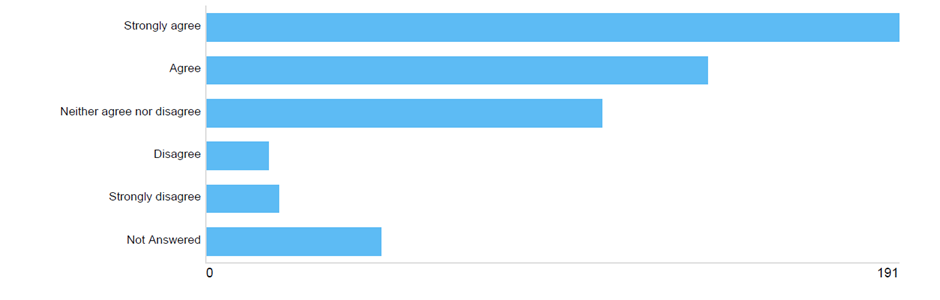 Strongly agree
Agree
Neither agree nor disagree
Disagree
Strongly disagree
Not Answered
0 191